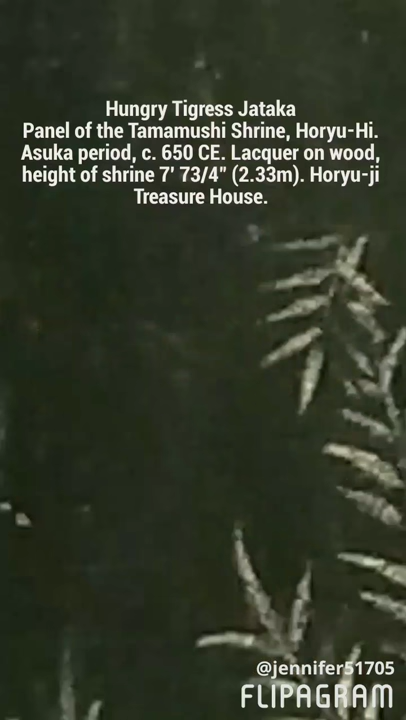 Hungry Tigress Jataka
Panel of the Tamamushi Shrine, Horyu-Hi.
Asuka period, c. 650 CE. Lacquer on wood,
height of shrine 7' 73/4" (2.33m). Horyu-ji
Treasure House.
@jennifer51705
FLIPAGRAM